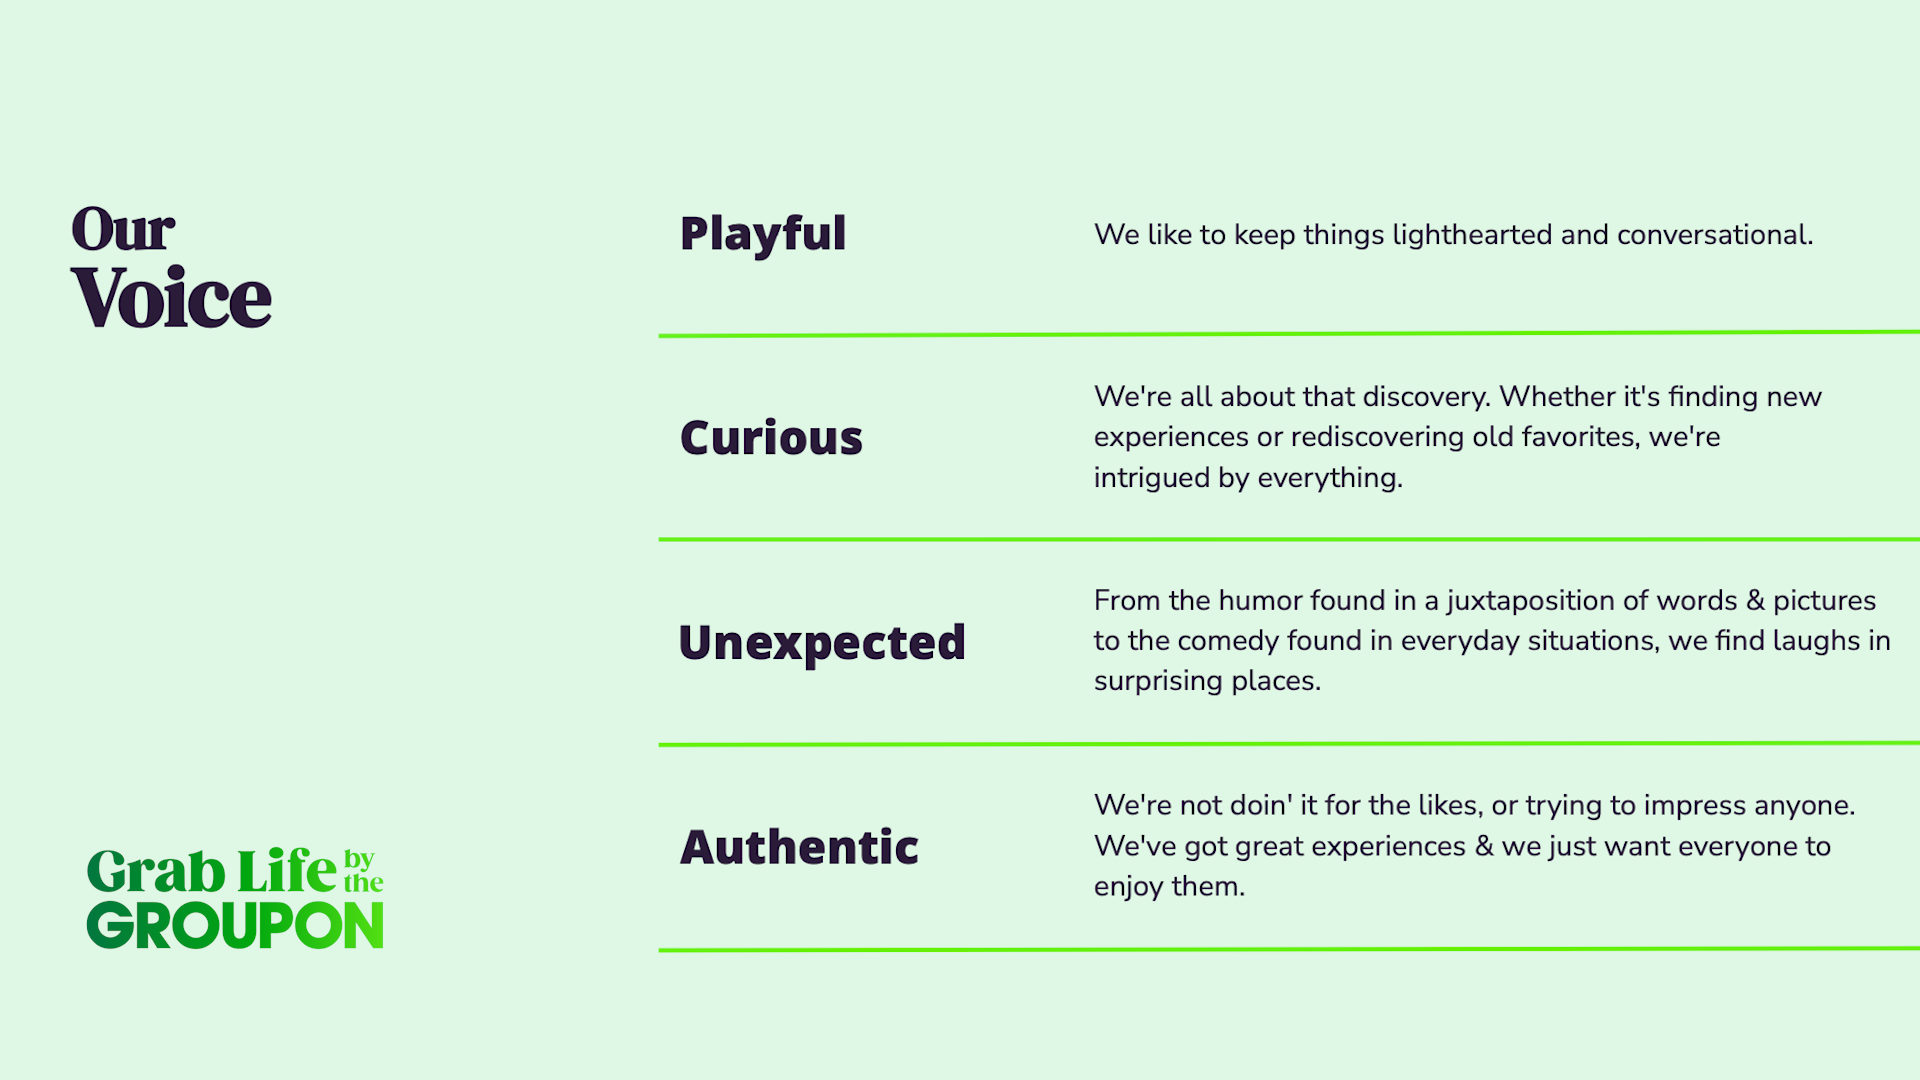 Our
Voice
Playful
We like to keep things lighthearted and conversational.
Curious
We're all about that discovery. Whether it's finding new
experiences or rediscovering old favorites, we're
intrigued by everything.
Unexpected
From the humor found in a juxtaposition of words & pictures
to the comedy found in everyday situations, we find laughs in
surprising places.
Authentic
We're not doin' it for the likes, or trying to impress anyone.
We've got great experiences & we just want everyone to
enjoy them.
Grab Life by the
GROUPON